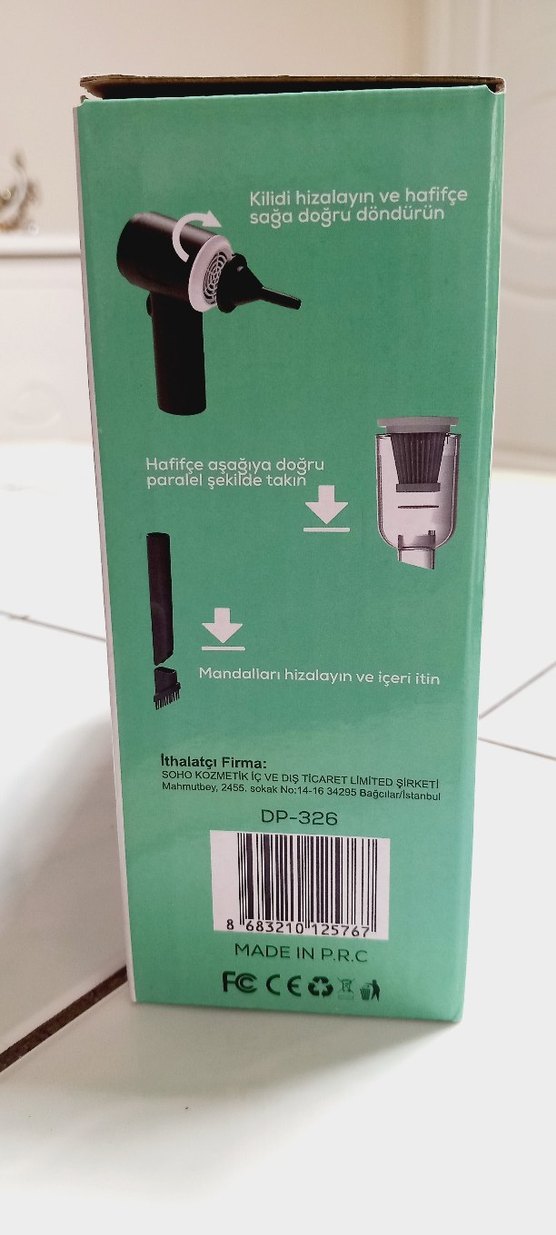 Kilidi hizalayın ve hafifçe
sağa doğru döndürün
Hafifçe aşağıya doğru
paralel şekilde takın
Mandalları hizalayın ve içeri itin
İthalatçı Firma:
SOHO KOZMETİK İÇ VE DIŞ TİCARET LİMİTED ŞİRKETİ
Mahmutbey, 2455. sokak No:14-16 34295 Bağcılar/İstanbul
DP-326
8 683210 125767
MADE IN P.R.C
FC CE